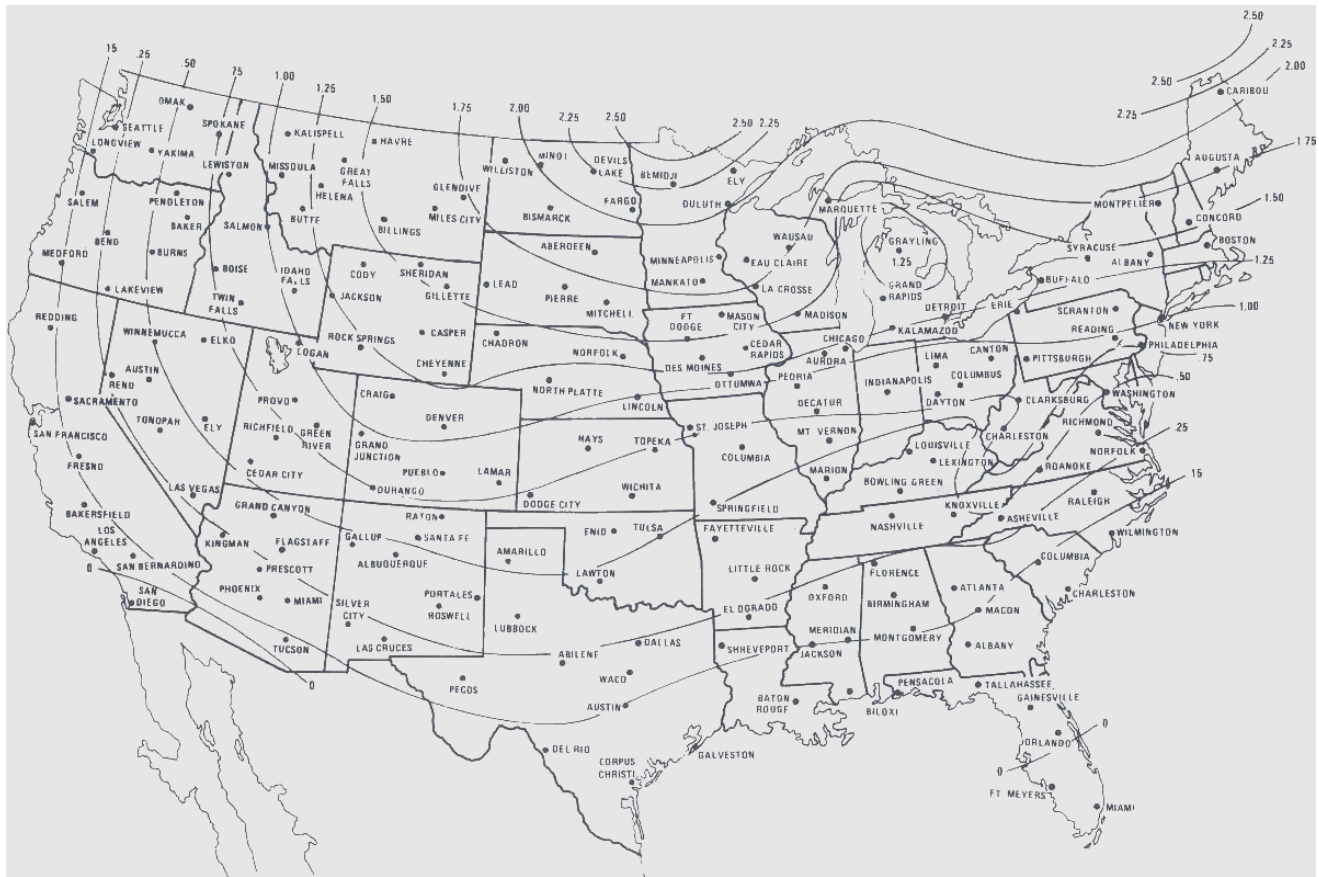 2.50
2.25
2.00
2.50
2.25
1.75
1.50
1.25
1.00
.75
.50
.25
15
15
.25
.50
75
1.00
1.25
1.50
1.75
2.00
2.25
2.50
2.50
2.25
OMAK
SEATTLE
SPOKANE
LONGVIEW
YAKIMA
LEWISTON
KALISPELL
HAVRE
MISSOULA
GREAT
FALLS
HELENA
BUTTE
GLENDIVE
MILES CITY
BILLINGS
WILLISTON
MINOT
DEVILS
LAKE
BISMARCK
FARGO
BEMIDJI
ELY
DULUTH
MARQUETTE
CARIBOU
AUGUSTA
MONTPELIER
CONCORD
BOSTON
SYRACUSE
ALBANY
BUFFALO
SALEM
PENDLETON
BAKER
BEND
BURNS
MEDFORD
LAKEVIEW
SALMON
BOISE
IDAHO
FALLS
TWIN
FALLS
CODY
SHERIDAN
GILLETTE
JACKSON
CASPER
ROCK SPRINGS
CHEYENNE
ABERDEEN
LEAD
PIERRE
MITCHELL
CHADRON
NORFOLK
NORTH PLATTE
LINCOLN
MINNEAPOLIS
MANKATO
WAUSAU
EAU CLAIRE
LA CROSSE
MADISON
GRAYLING
1.25
GRAND
RAPIDS
DETROIT
KALAMAZOO
ERIE
SCRANTON
READING
NEW YORK
PHILADELPHIA
PITTSBURGH
FT
DODGE
MASON
CITY
CEDAR
RAPIDS
DES MOINES
OTTUMWA
CHICAGO
AURORA
PEORIA
DECATUR
MT. VERNON
MARION
LIMA
CANTON
INDIANAPOLIS
COLUMBUS
DAYTON
CLARKSBURG
WASHINGTON
CHARLESTON
RICHMOND
NORFOLK
ROANOKE
REDDING
WINNEMUCCA
ELKO
LOGAN
AUSTIN
RENO
SACRAMENTO
TONOPAH
ELY
PROVO
RICHFIELD
GREEN
RIVER
CEDAR CITY
CRAIG
DENVER
GRAND
JUNCTION
PUEBLO
LAMAR
DURANGO
HAYS
TOPEKA
DODGE CITY
WICHITA
ST. JOSEPH
COLUMBIA
SPRINGFIELD
LOUISVILLE
LEXINGTON
BOWLING GREEN
SAN FRANCISCO
FRESNO
BAKERSFIELD
LOS
ANGELES
SAN BERNARDINO
0
SAN
DIEGO
LAS VEGAS
GRAND CANYON
KINGMAN
FLAGSTAFF
PRESCOTT
PHOENIX
MIAMI
TUCSON
0
RATON
GALLUP
SANTA FE
ALBUQUERQUE
PORTALES
ROSWELL
SILVER
CITY
LAS CRUCES
AMARILLO
LUBBOCK
ENID
TULSA
LAWTON
FAYETTEVILLE
LITTLE ROCK
EL DORADO
NASHVILLE
KNOXVILLE
ASHEVILLE
RALEIGH
WILMINGTON
COLUMBIA
CHARLESTON
FLORENCE
OXFORD
BIRMINGHAM
ATLANTA
MACON
MERIDIAN
JACKSON
MONTGOMERY
ALBANY
DALLAS
ABILENE
SHREVEPORT
WACO
PECOS
AUSTIN
DEL RIO
CORPUS
CHRISTI
GALVESTON
BATON
ROUGE
BILOXI
PENSACOLA
TALLAHASSEE
GAINESVILLE
0
ORLANDO
0
FT MEYERS
MIAMI